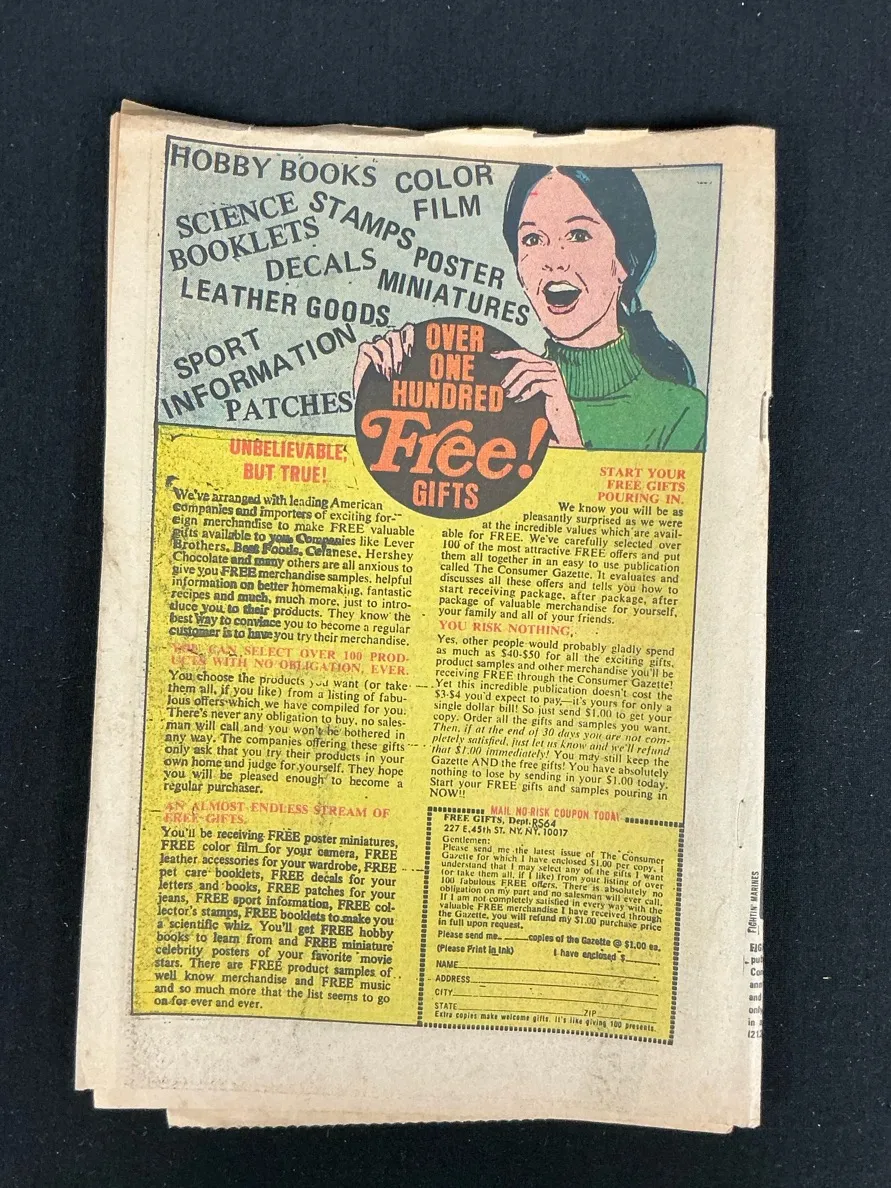 HOBBY BOOKS
COLOR
FILM
SCIENCE
BOOKLETS
STAMPS
DECALS
POSTER
MINIATURES
LEATHER GOODS
SPORT
INFORMATION
PATCHES
OVER
ONE
HUNDRED
Free!
GIFTS
UNBELIEVABLE,
BUT TRUE!
We've arranged with leading American
companies and importers of exciting for-
eign merchandise to make FREE valuable
gifts available to you. Companies like Lever
Brothers, Best Foods, Celanese, Hershey
Chocolate and many others are all anxious to
give you FREE merchandise samples, helpful
information on better homemaking, fantastic
recipes and much, much more, just to intro-
duce you to their products. They know the
best way to convince you to become a regular
customer is to have you try their merchandise.
YOU CAN SELECT OVER 100 PROD-
UCTS WITH NO OBLIGATION, EVER.
You choose the products you want (or take
them all, if you like) from a listing of fabu-
lous offers which we have compiled for you.
There's never any obligation to buy, no sales-
man will call and you won't be bothered in
any way. The companies offering these gifts
only ask that you try their products in your
own home and judge for yourself. They hope
you will be pleased enough to become a
regular purchaser.
AN ALMOST ENDLESS STREAM OF
FREE GIFTS.
You'll be receiving FREE poster miniatures,
FREE color film for your camera, FREE
leather accessories for your wardrobe, FREE
pet care booklets, FREE decals for your
letters and books, FREE patches for your
jeans, FREE sport information, FREE col-
lector's stamps, FREE booklets to make you
a scientific whiz. You'll get FREE hobby
books to learn from and FREE miniature
celebrity posters of your favorite movie
stars. There are FREE product samples of
well know merchandise and FREE music
and so much more that the list seems to go
on for ever and ever.
START YOUR
FREE GIFTS
POURING IN.
We know you will be as
pleasantly surprised as we were
at the incredible values which are avail-
able for FREE. We've carefully selected over
100 of the most attractive FREE offers and put
them all together in an easy to use publication
called The Consumer Gazette. It evaluates and
discusses all these offers and tells you how to
start receiving package, after package, after
package of valuable merchandise for yourself,
your family and all of your friends.
YOU RISK NOTHING.
Yes, other people would probably gladly spend
as much as $40-$50 for all the exciting gifts,
product samples and other merchandise you'll be
receiving FREE through the Consumer Gazette!
Yet this incredible publication doesn't cost the
$3-$4 you'd expect to pay—it's yours for only a
single dollar bill! So just send $1.00 to get your
copy. Order all the gifts and samples you want.
Then, if at the end of 30 days you are not com-
pletely satisfied, just let us know and we'll refund
that $1.00 immediately! You may still keep the
Gazette AND the free gifts! You have absolutely
nothing to lose by sending in your $1.00 today.
Start your FREE gifts and samples pouring in
NOW!!
MAIL NO-RISK COUPON TODAY
FREE GIFTS, Dept. RS64
227 E. 45th ST. NY, NY. 10017
Gentlemen:
Please send me the latest issue of The Consumer
Gazette for which I have enclosed $1.00 per copy. I
understand that I may select any of the gifts I want
(or take them all, if I like) from your listing of over
100 fabulous FREE offers. There is absolutely no
obligation on my part and no salesman will ever call.
If I am not completely satisfied in every way with the
valuable FREE merchandise I have received through
the Gazette, you will refund my $1.00 purchase price
in full upon request.
Please send me.......copies of the Gazette @ $1.00 ea.
(Please Print in Ink) I have enclosed $
NAME
ADDRESS
CITY
STATE ZIP
Extra copies make welcome gifts. It's like giving 100 presents.
FIGHTIN' MARINES